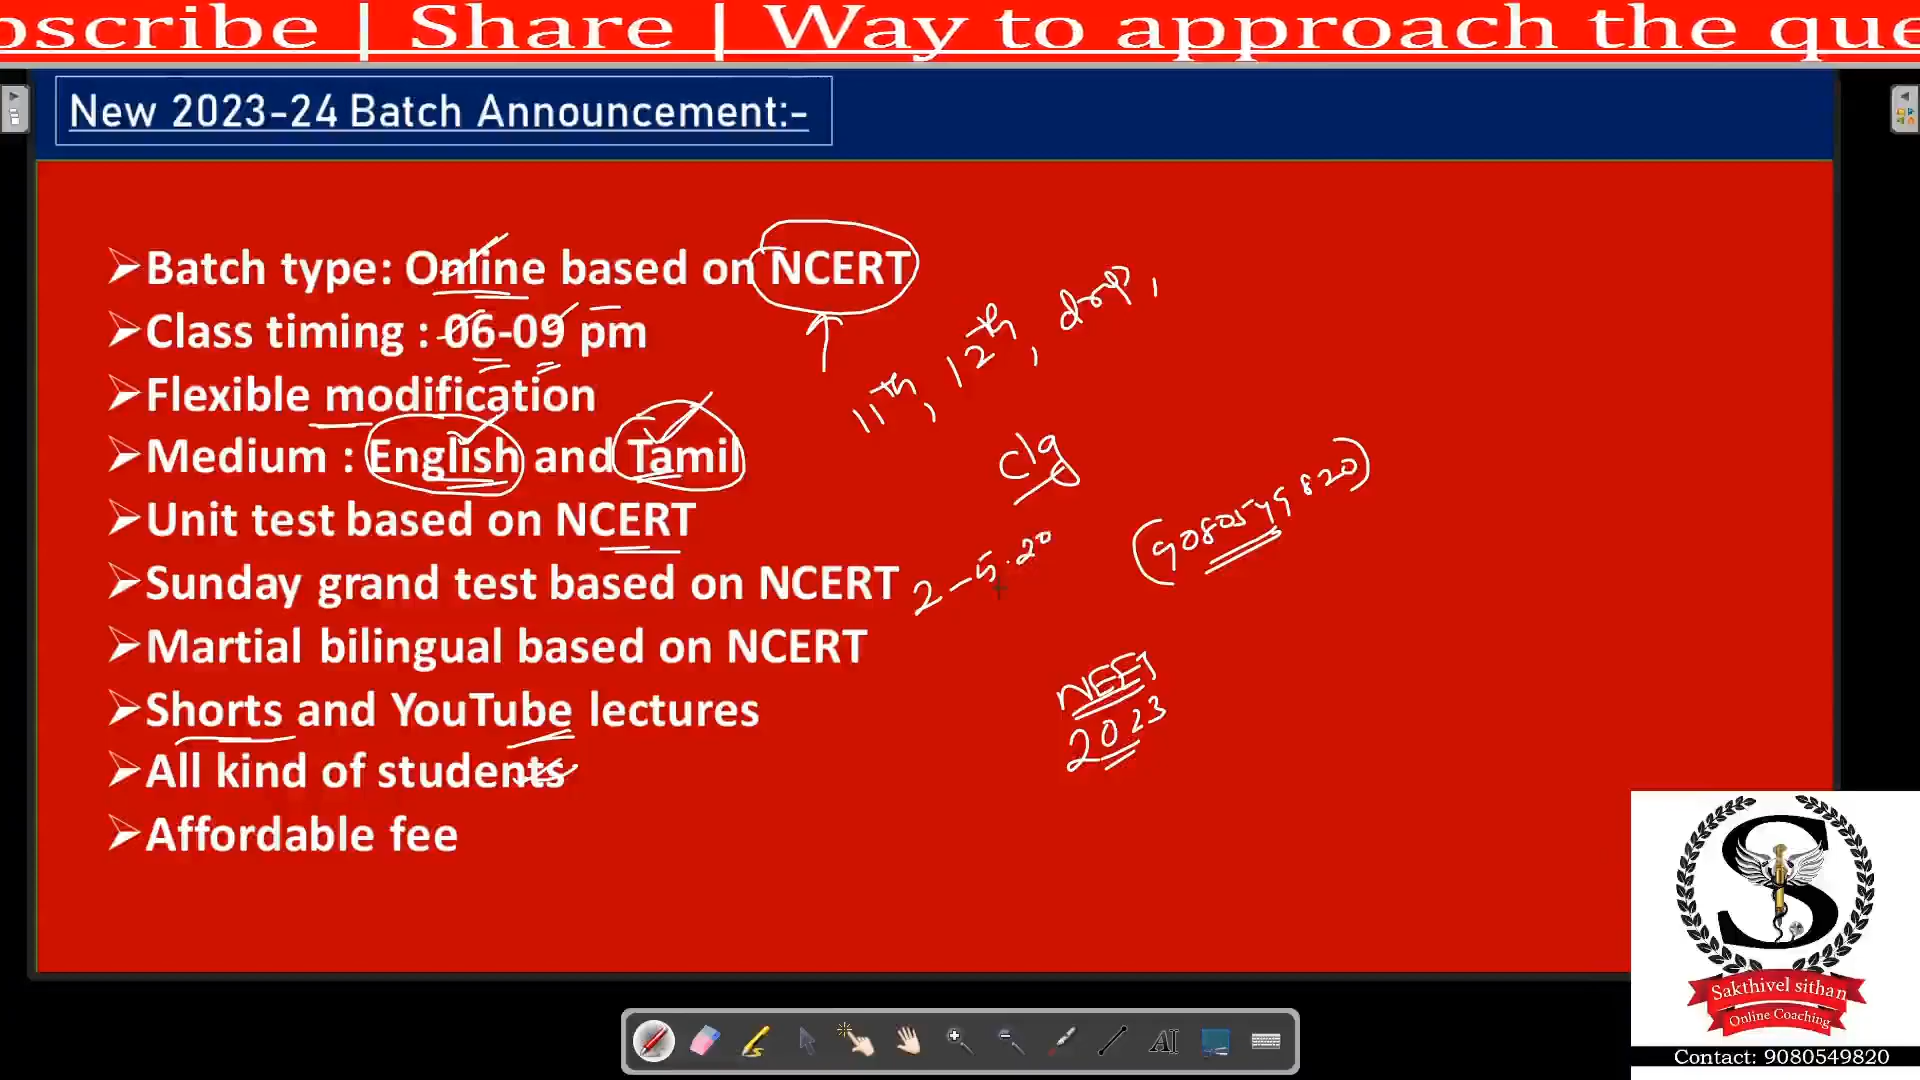 oscribe | Share | Way to approach the que
New 2023-24 Batch Announcement:-
Batch type: Online based on NCERT
Class timing : 06-09 pm
Flexible modification
Medium : English and Tamil
Unit test based on NCERT
Sunday grand test based on NCERT
Martial bilingual based on NCERT
Shorts and YouTube lectures
All kind of students
Affordable fee
11th, 12th, drop,
clg
(9080549820)
2-5.20
NEET
2023
S
Sakthivel sithan
Online Coaching
Contact: 9080549820
AI